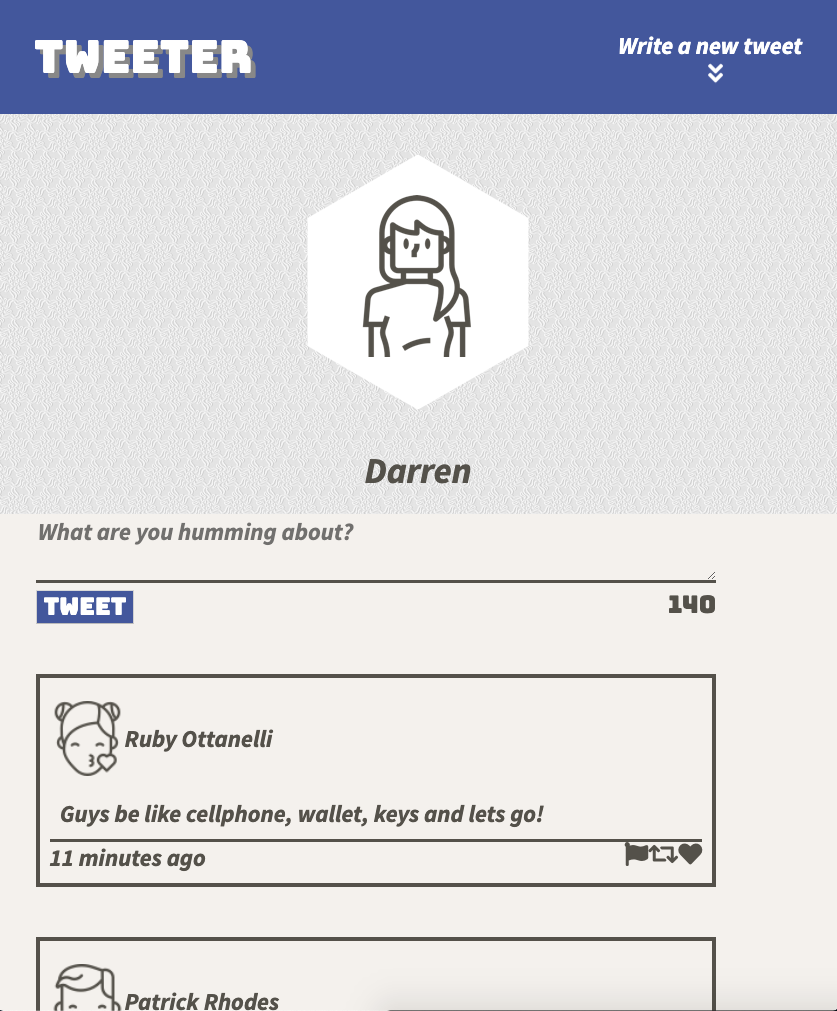 TWEETER
Write a new tweet
Darren
What are you humming about?
TWEET
140
Ruby Ottanelli
Guys be like cellphone, wallet, keys and lets go!
11 minutes ago
Patrick Rhodes